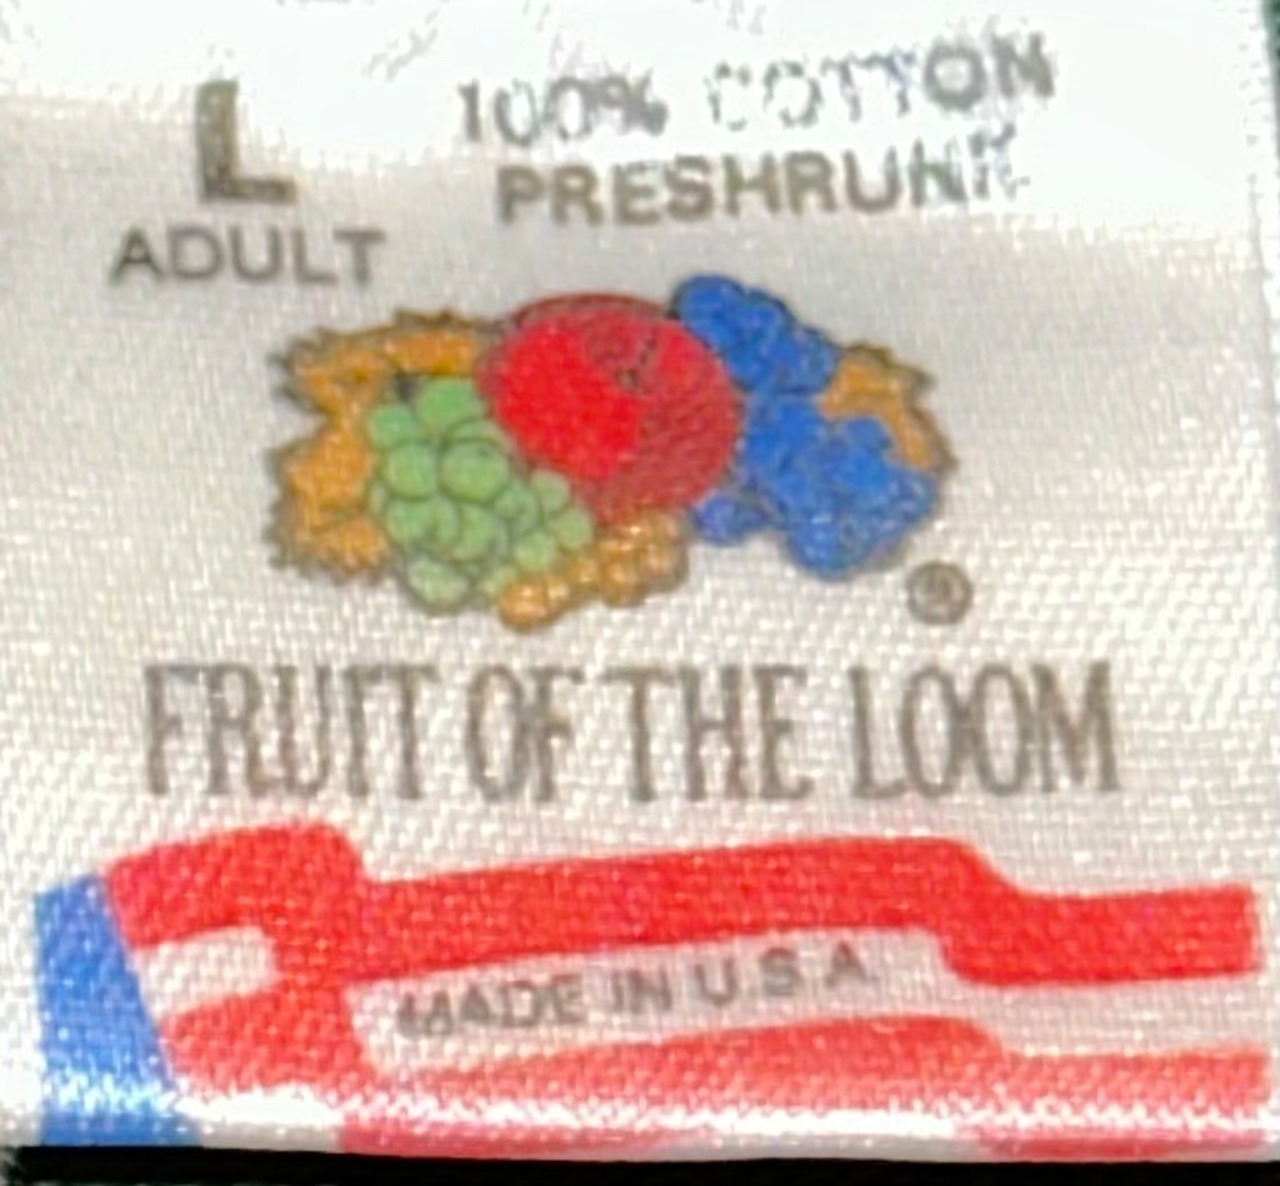 L
ADULT
100% COTTON
PRESHRUNK
®
FRUIT OF THE LOOM
MADE IN U.S.A